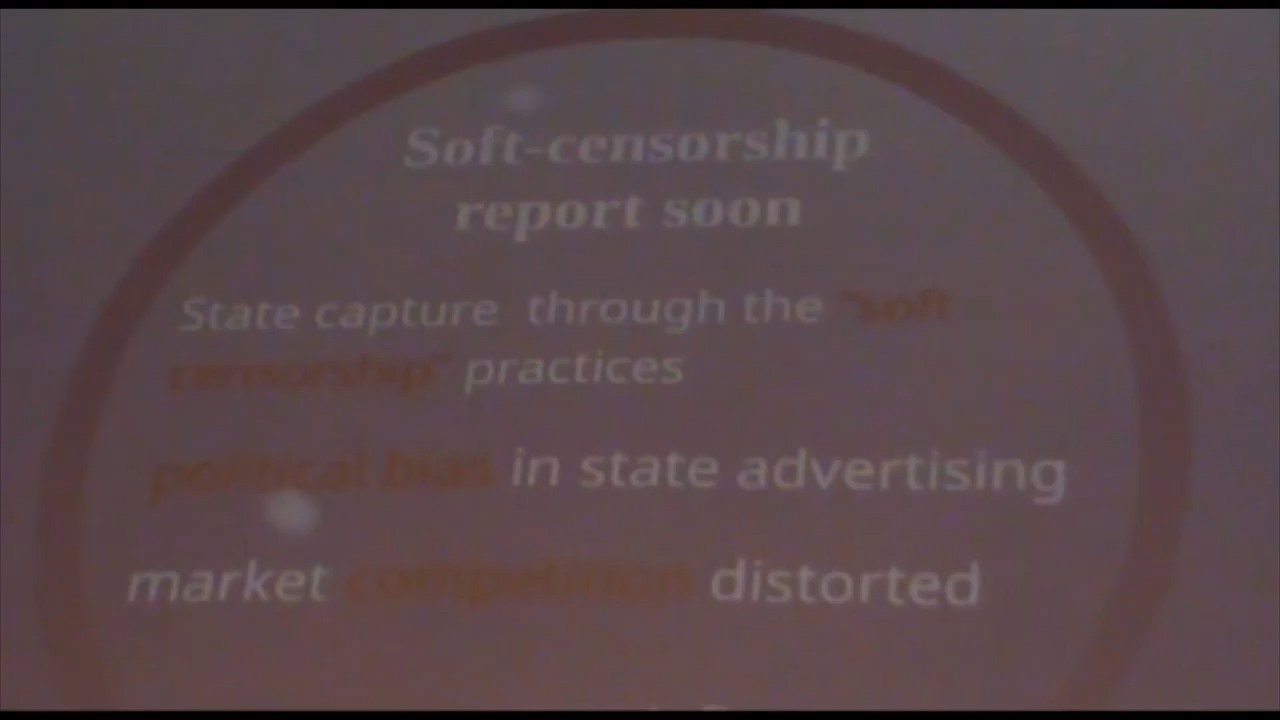 Soft-censorship
report soon
State capture through the "soft
censorship" practices
political bias in state advertising
market competition distorted